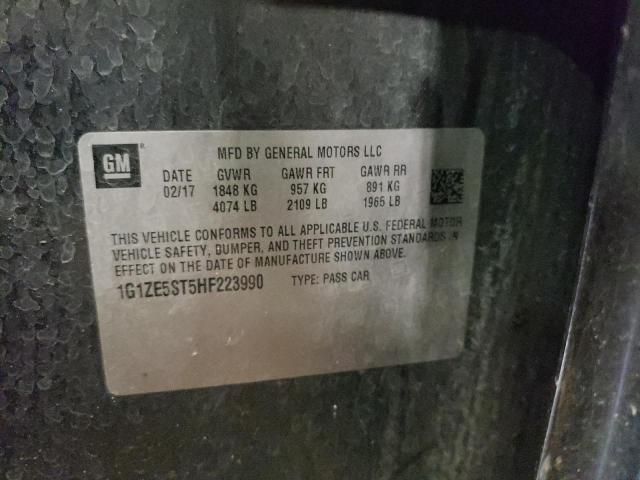 GM
MFD BY GENERAL MOTORS LLC
DATE GVWR GAWR FRT GAWR RR
02/17 1848 KG 957 KG 891 KG
4074 LB 2109 LB 1965 LB
THIS VEHICLE CONFORMS TO ALL APPLICABLE U.S. FEDERAL MOTOR
VEHICLE SAFETY, BUMPER, AND THEFT PREVENTION STANDARDS IN
EFFECT ON THE DATE OF MANUFACTURE SHOWN ABOVE.
1G1ZE5ST5HF223990 TYPE: PASS CAR